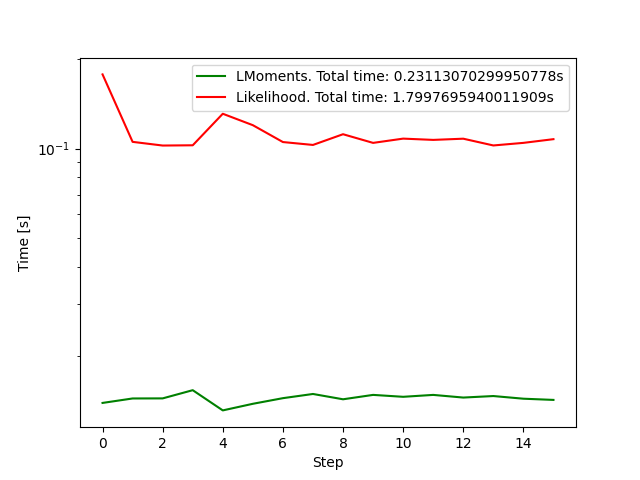 LMoments. Total time: 0.23113070299950778s
Likelihood. Total time: 1.7997695940011909s
10⁻¹
Time [s]
0 2 4 6 8 10 12 14
Step